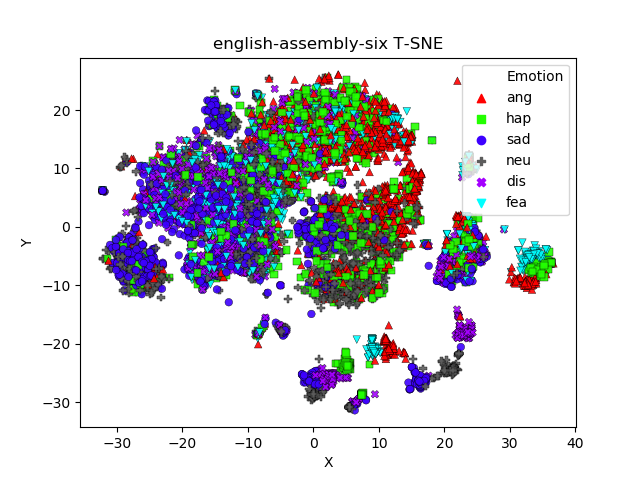 english-assembly-six T-SNE
Emotion
ang
hap
sad
neu
dis
fea
20
10
0
−10
−20
−30
Y
−30
−20
−10
0
10
20
30
40
X